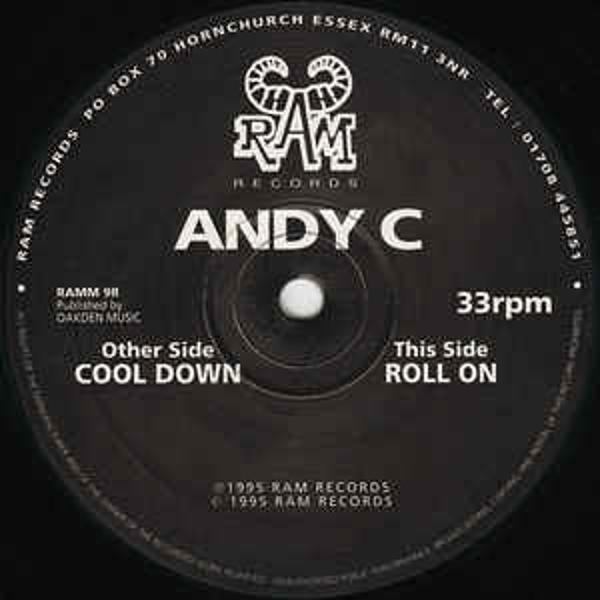 RAM RECORDS PO BOX 70 HORNCHURCH ESSEX RM11 3NR TEL : 01708 445851
RAM
RECORDS
ANDY C
RAMM 9R
Published by
OAKDEN MUSIC
33rpm
Other Side
COOL DOWN
This Side
ROLL ON
℗1995 RAM RECORDS
© 1995 RAM RECORDS